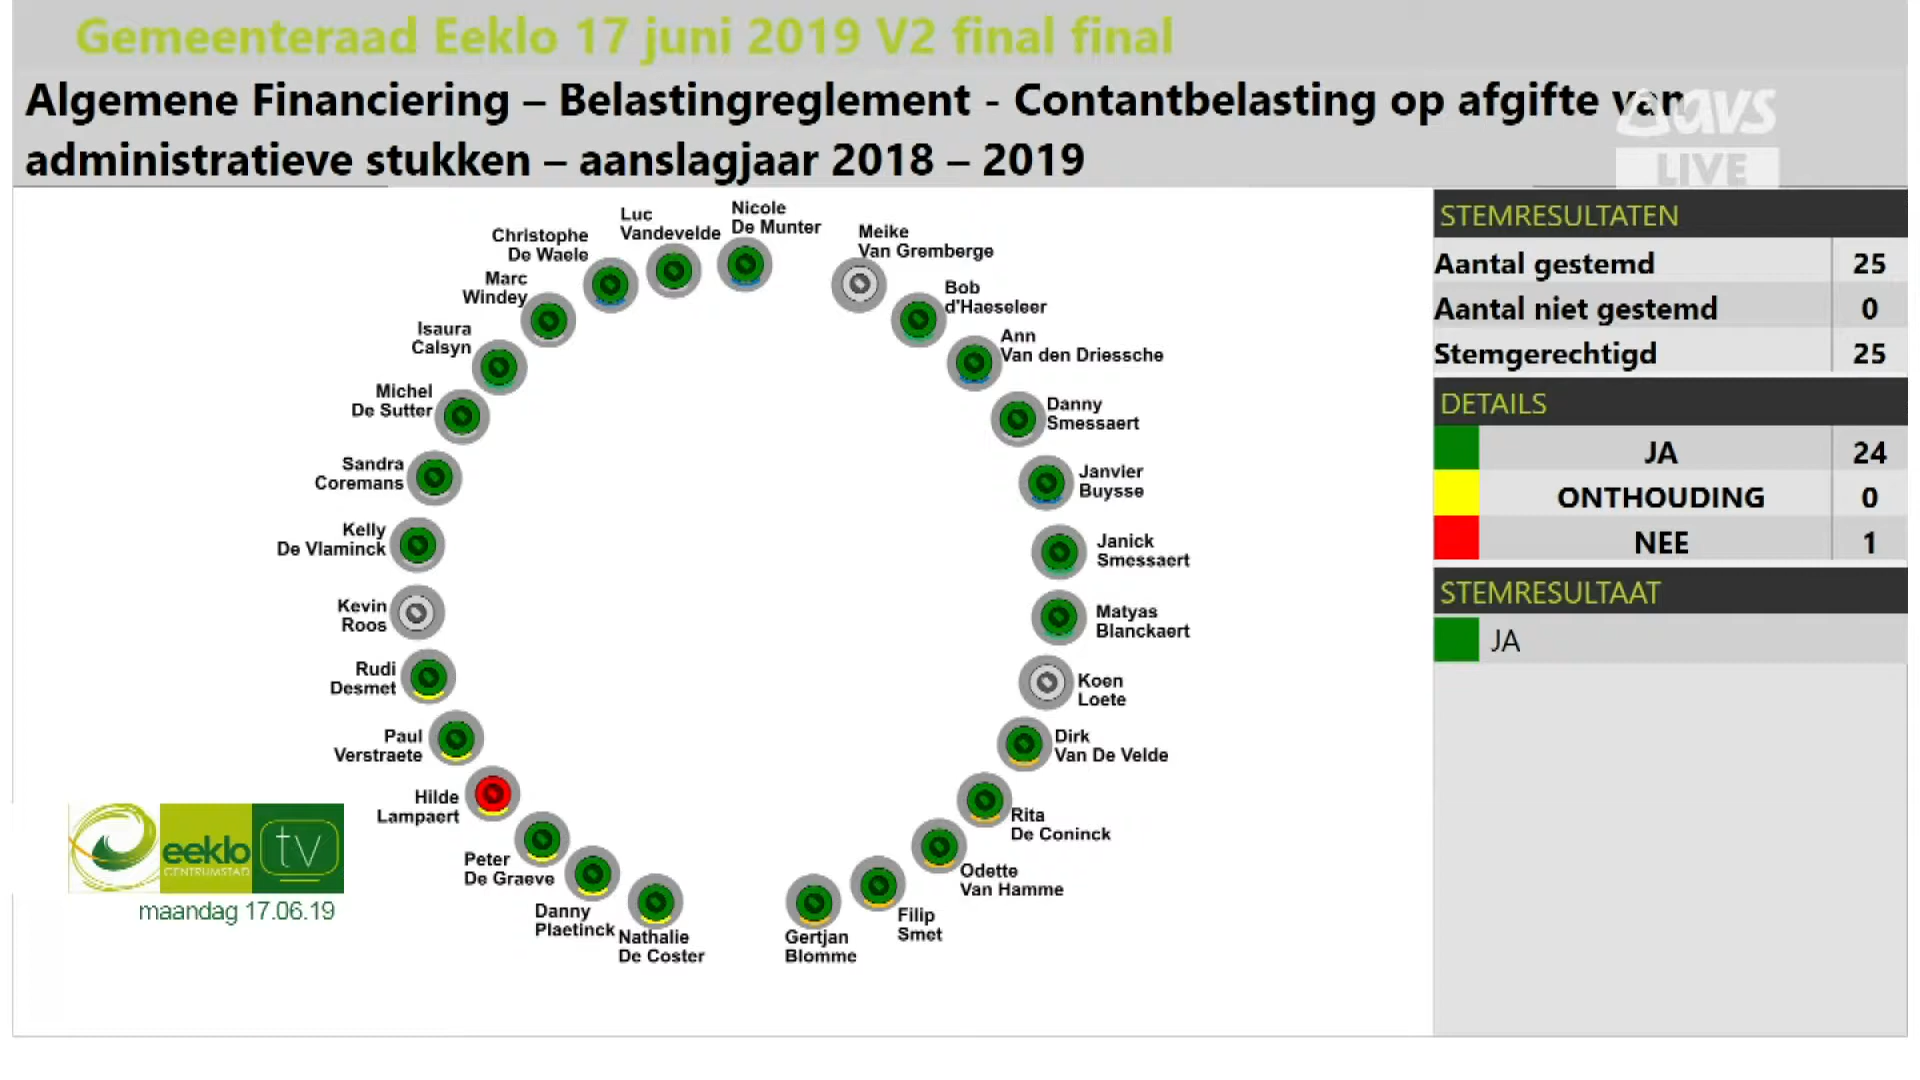 Gemeenteraad Eeklo 17 juni 2019 V2 final final
Algemene Financiering – Belastingreglement - Contantbelasting op afgifte van
administratieve stukken – aanslagjaar 2018 – 2019
avs
LIVE
Nicole
De Munter
Luc
Vandevelde
Christophe
De Waele
Marc
Windey
Isaura
Calsyn
Michel
De Sutter
Sandra
Coremans
Kelly
De Vlaminck
Kevin
Roos
Rudi
Desmet
Paul
Verstraete
Hilde
Lampaert
Peter
De Graeve
Danny
Plaetinck
Nathalie
De Coster
Meike
Van Gremberge
Bob
d'Haeseleer
Ann
Van den Driessche
Danny
Smessaert
Janvier
Buysse
Janick
Smessaert
Matyas
Blanckaert
Koen
Loete
Dirk
Van De Velde
Rita
De Coninck
Odette
Van Hamme
Filip
Smet
Gertjan
Blomme
STEMRESULTATEN
Aantal gestemd 25
Aantal niet gestemd 0
Stemgerechtigd 25
DETAILS
JA 24
ONTHOUDING 0
NEE 1
STEMRESULTAAT
JA
eeklo tv
CENTRUMSTAD
maandag 17.06.19